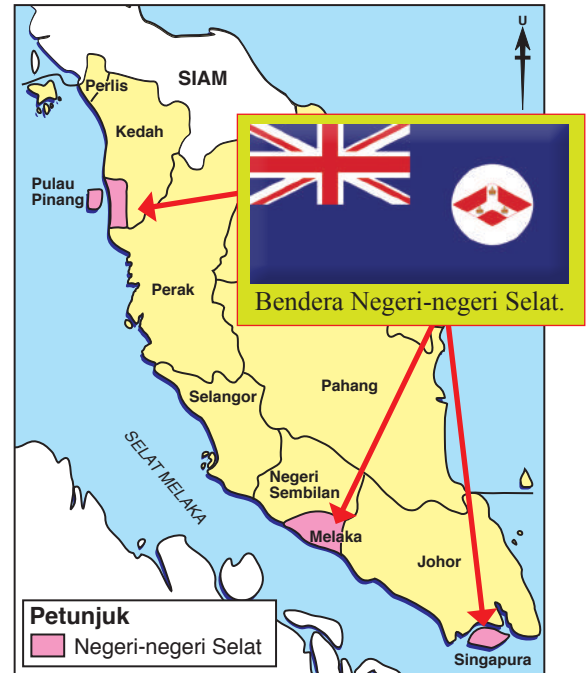 U
SIAM
Perlis
Kedah
Pulau
Pinang
Bendera Negeri-negeri Selat.
Perak
Pahang
Selangor
SELAT MELAKA
Negeri
Sembilan
Melaka
Johor
Singapura
Petunjuk
Negeri-negeri Selat